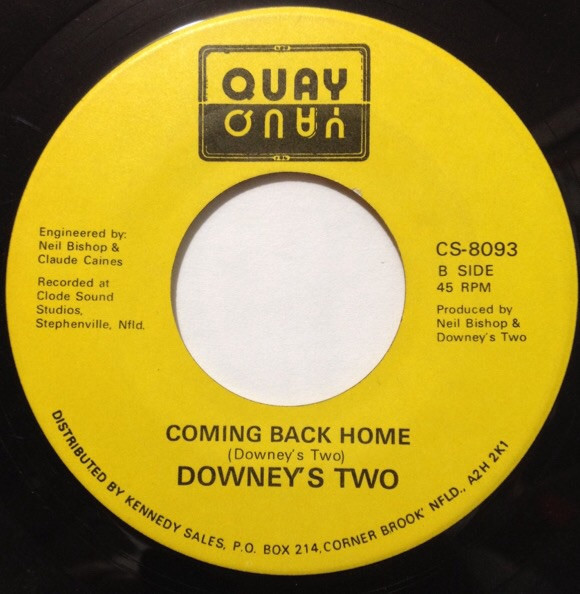 QUAY
QUAY
Engineered by:
Neil Bishop &
Claude Caines
Recorded at
Clode Sound
Studios,
Stephenville, Nfld.
CS-8093
B SIDE
45 RPM
Produced by
Neil Bishop &
Downey's Two
COMING BACK HOME
(Downey's Two)
DOWNEY'S TWO
DISTRIBUTED BY KENNEDY SALES, P.O. BOX 214, CORNER BROOK' NFLD., A2H 2K1